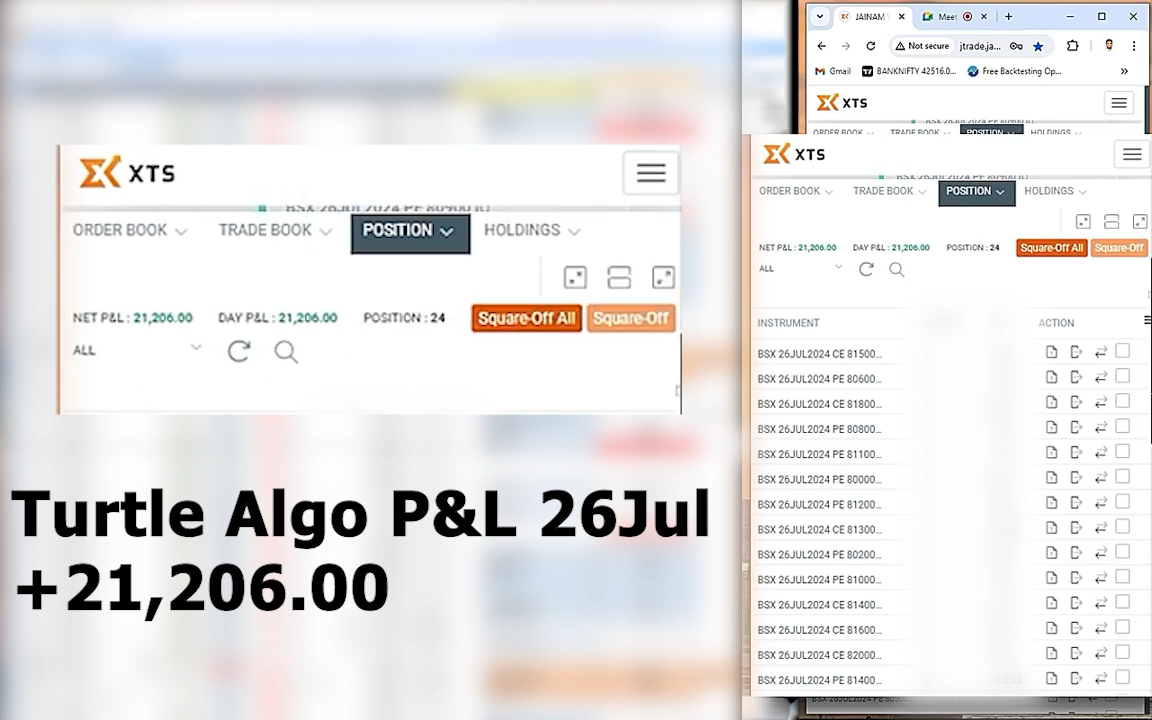 XTS
ORDER BOOK TRADE BOOK POSITION HOLDINGS
NET P&L : 21,206.00 DAY P&L : 21,206.00 POSITION : 24 Square-Off All Square-Off
ALL
Turtle Algo P&L 26Jul
+21,206.00
JAINAM Meet
Not secure jtrade.ja...
Gmail BANKNIFTY 42516.0... Free Backtesting Op...
XTS
ORDER BOOK TRADE BOOK POSITION HOLDINGS
XTS
ORDER BOOK TRADE BOOK POSITION HOLDINGS
NET P&L : 21,206.00 DAY P&L : 21,206.00 POSITION : 24 Square-Off All Square-Off
ALL
INSTRUMENT ACTION
BSX 26JUL2024 CE 81500...
BSX 26JUL2024 PE 80600...
BSX 26JUL2024 CE 81800...
BSX 26JUL2024 PE 80800...
BSX 26JUL2024 PE 81100...
BSX 26JUL2024 PE 80000...
BSX 26JUL2024 PE 81200...
BSX 26JUL2024 PE 81300...
BSX 26JUL2024 PE 80200...
BSX 26JUL2024 PE 81000...
BSX 26JUL2024 CE 81400...
BSX 26JUL2024 CE 81600...
BSX 26JUL2024 CE 82000...
BSX 26JUL2024 PE 81400...